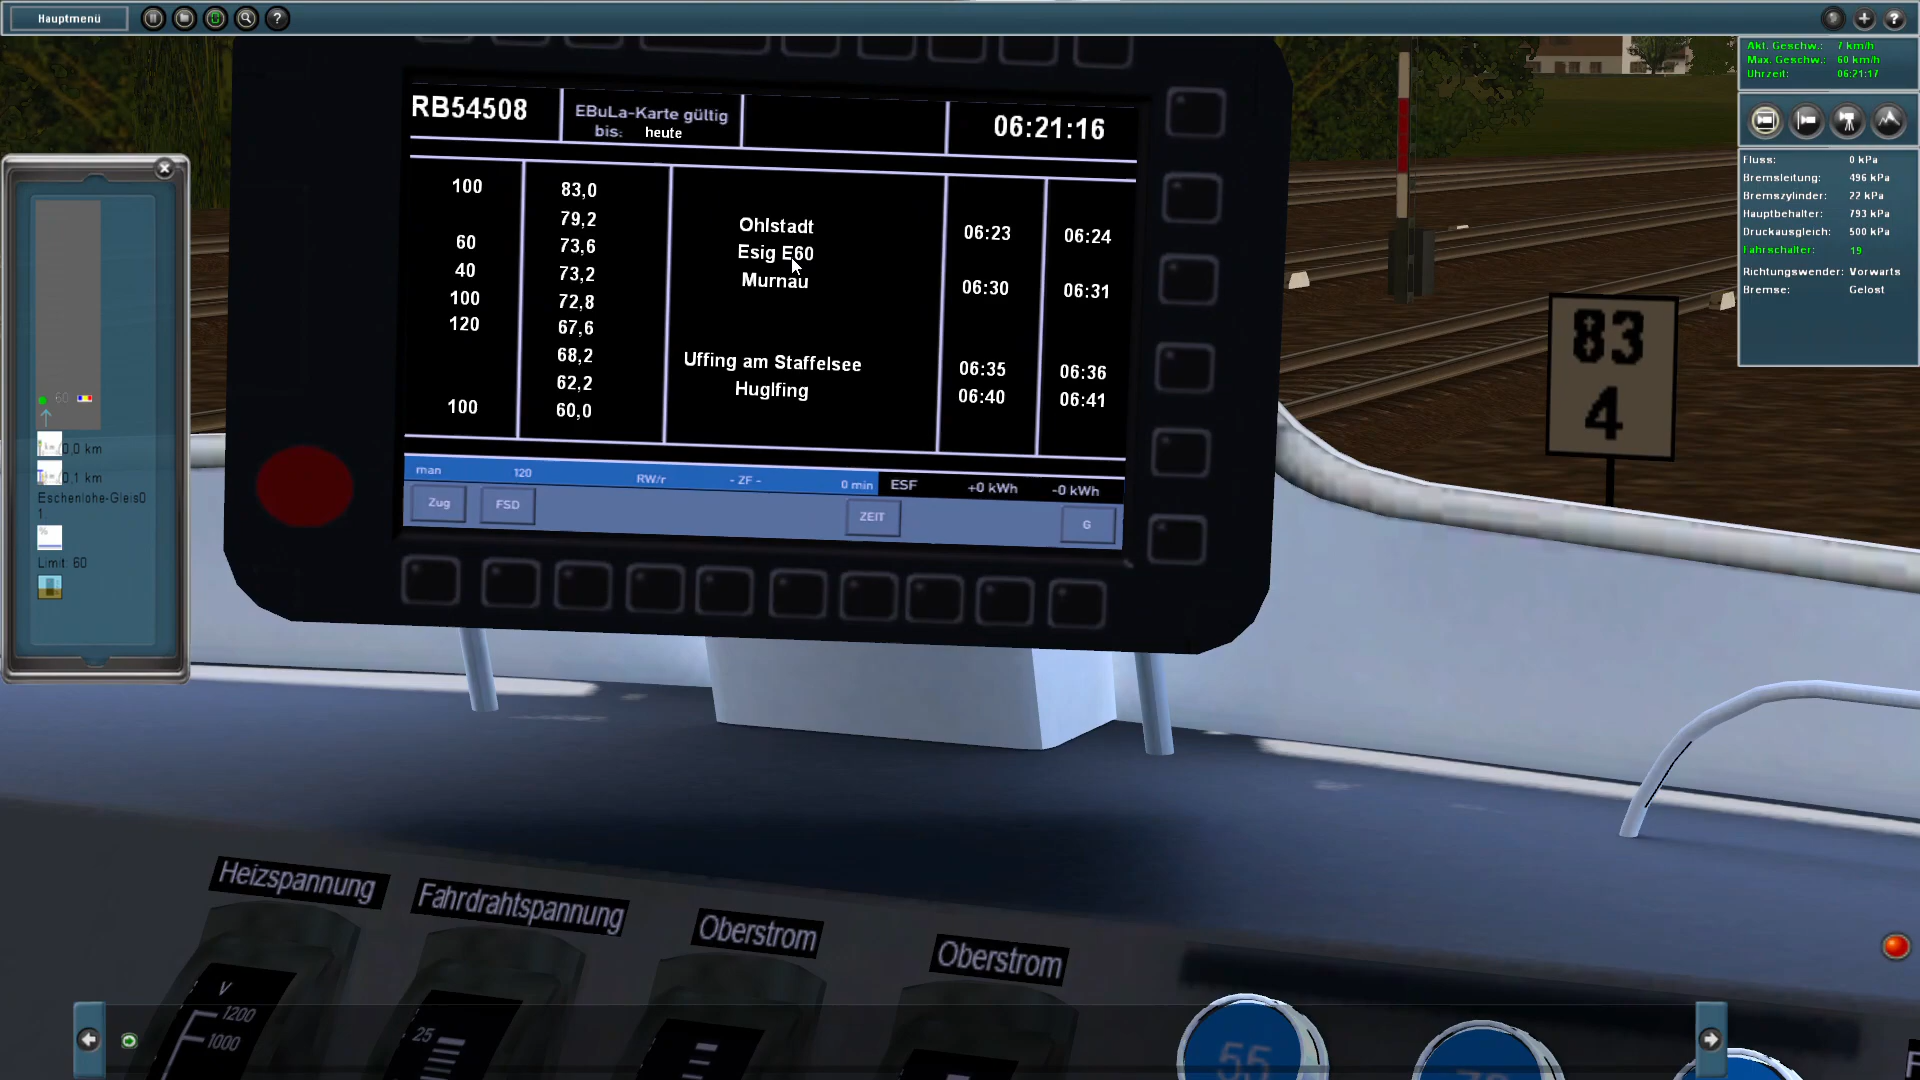 Hauptmenü
Akt. Geschw.: 7 km/h
Max. Geschw.: 60 km/h
Uhrzeit: 06:21:17
Fluss: 0 kPa
Bremsleitung: 496 kPa
Bremszylinder: 22 kPa
Hauptbehalter: 793 kPa
Druckausgleich: 500 kPa
Fahrschalter: 19
Richtungswender: Vorwarts
Bremse: Gelost
RB54508
EBuLa-Karte gültig
bis: heute
06:21:16
100 83,0
79,2 Ohlstadt 06:23 06:24
60 73,6 Esig E60
40 73,2 Murnau 06:30 06:31
100 72,8
120 67,6
68,2 Uffing am Staffelsee 06:35 06:36
62,2 Huglfing 06:40 06:41
100 60,0
man 120 RW/r - ZF - 0 min ESF +0 kWh -0 kWh
Zug FSD ZEIT G
60
0,0 km
0,1 km
Eschenlohe-Gleis0
1.
%
Limit: 60
83
4
Heizspannung
Fahrdrahtspannung
Oberstrom
Oberstrom
V
1200
1000
25
55